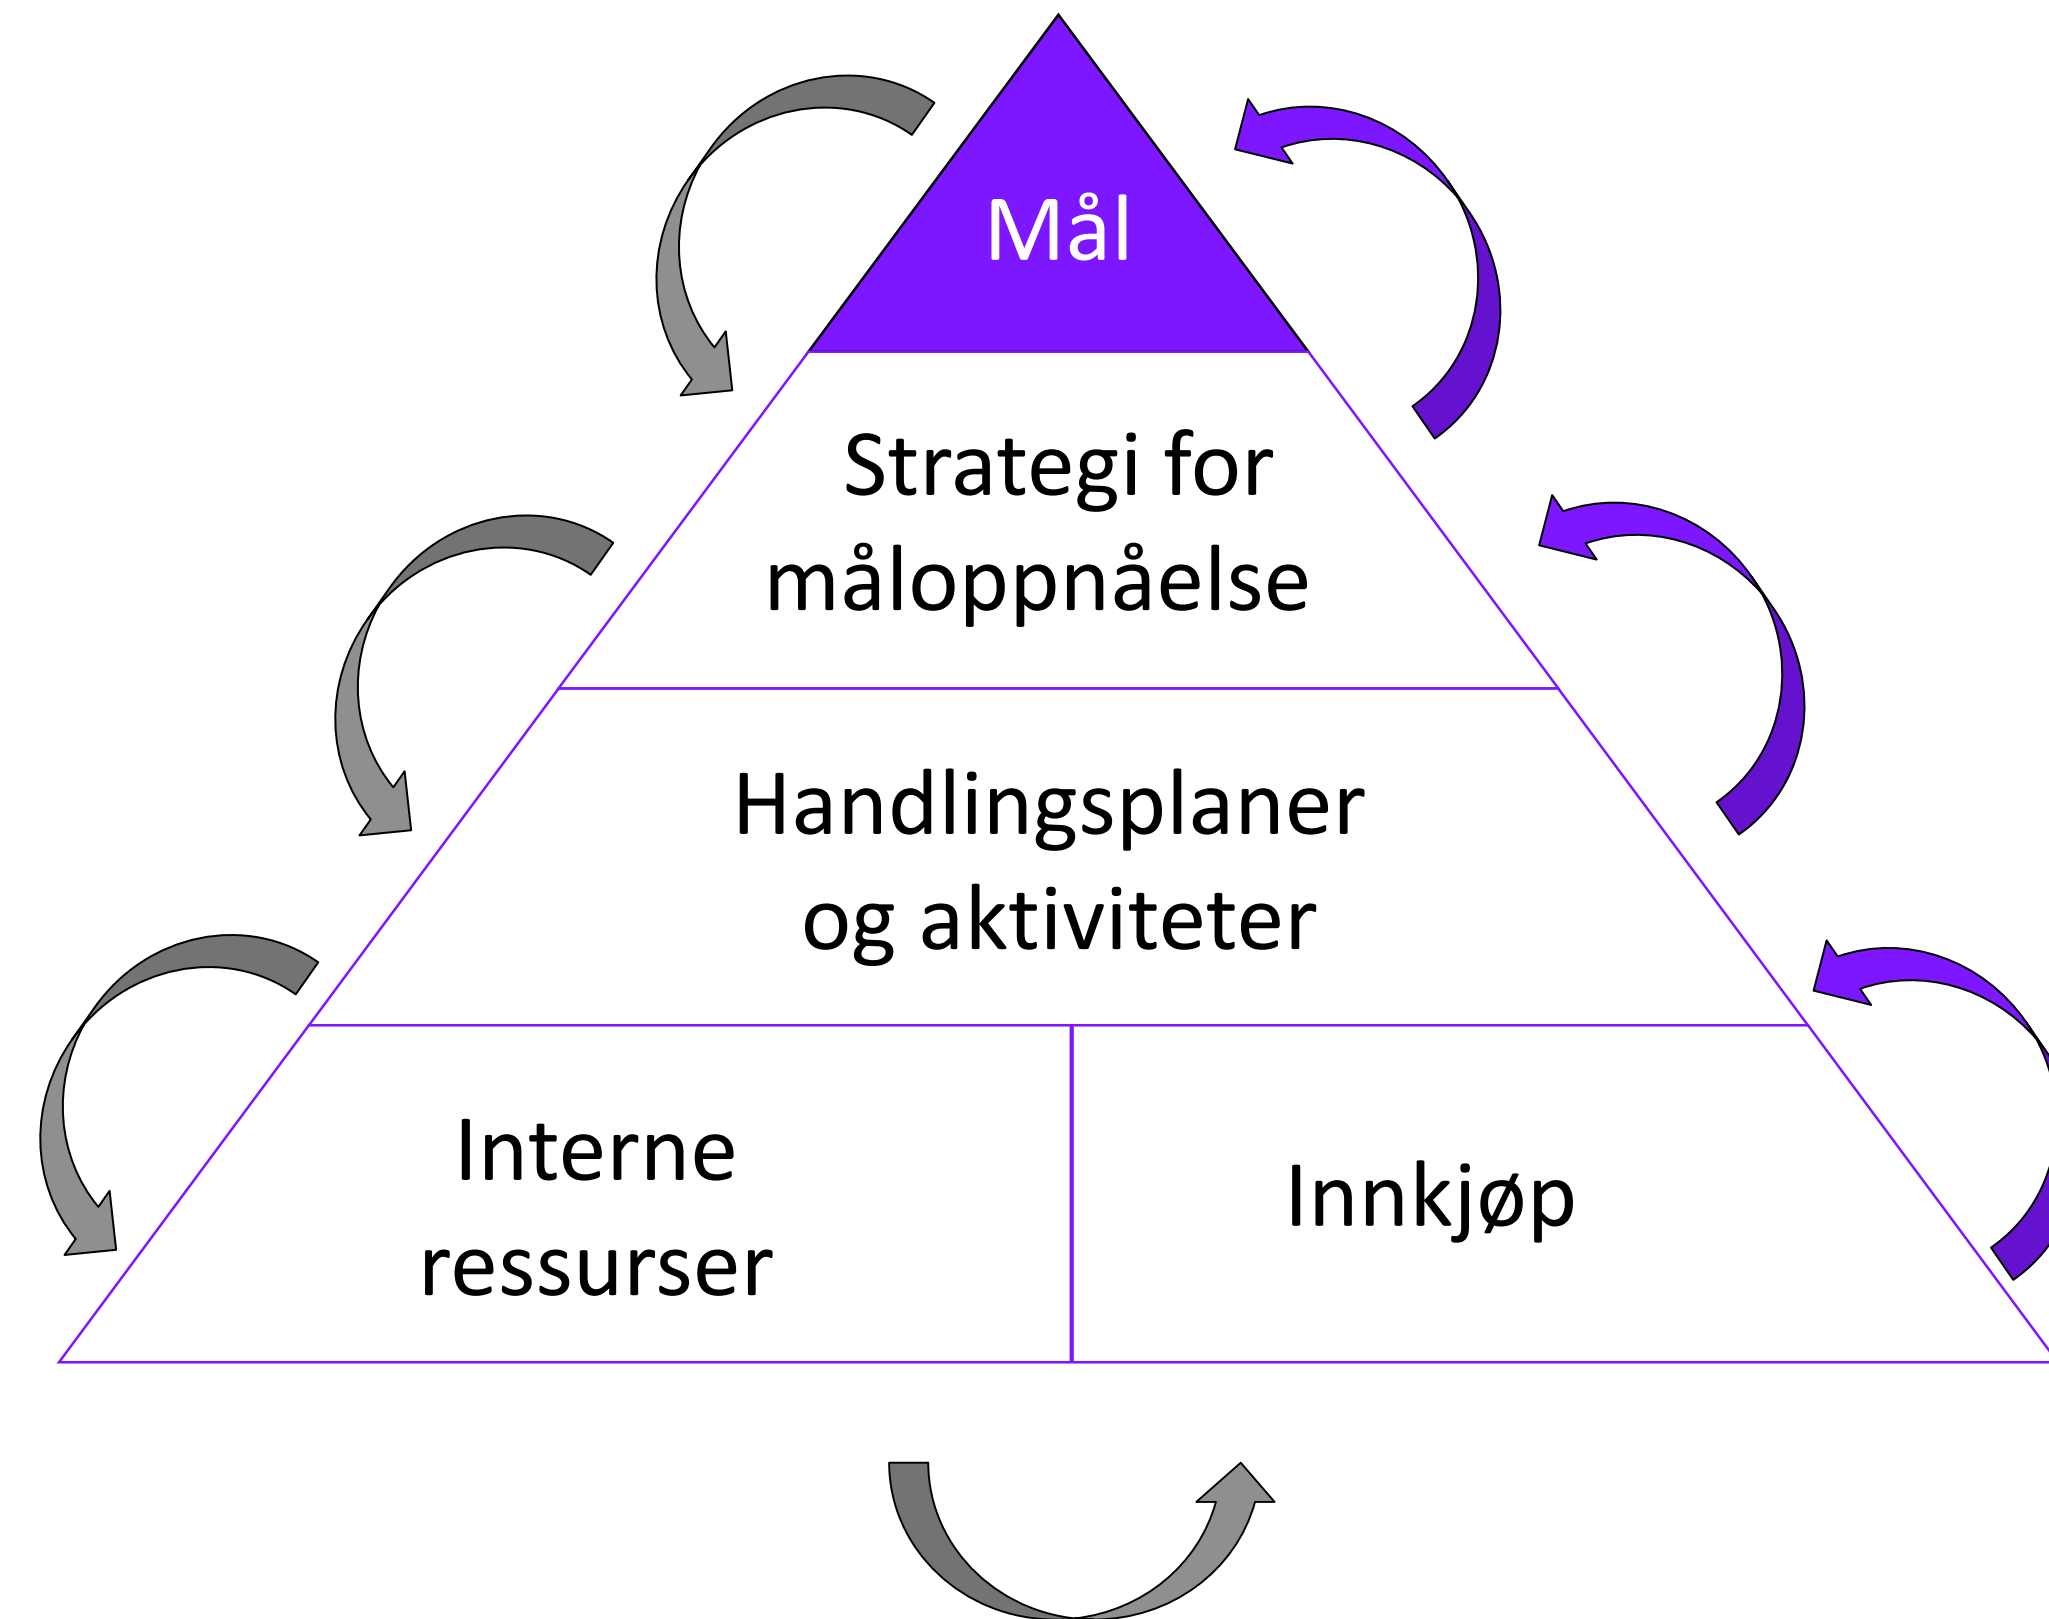 Mål
Strategi for
måloppnåelse
Handlingsplaner
og aktiviteter
Interne
ressurser
Innkjøp